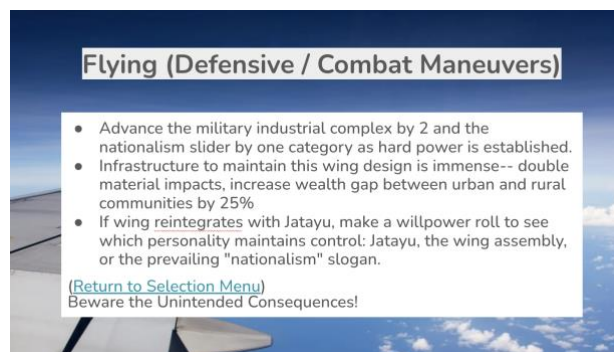 Flying (Defensive / Combat Maneuvers)
● Advance the military industrial complex by 2 and the
nationalism slider by one category as hard power is established.
● Infrastructure to maintain this wing design is immense-- double
material impacts, increase wealth gap between urban and rural
communities by 25%
● If wing reintegrates with Jatayu, make a willpower roll to see
which personality maintains control: Jatayu, the wing assembly,
or the prevailing "nationalism" slogan.
(Return to Selection Menu)
Beware the Unintended Consequences!